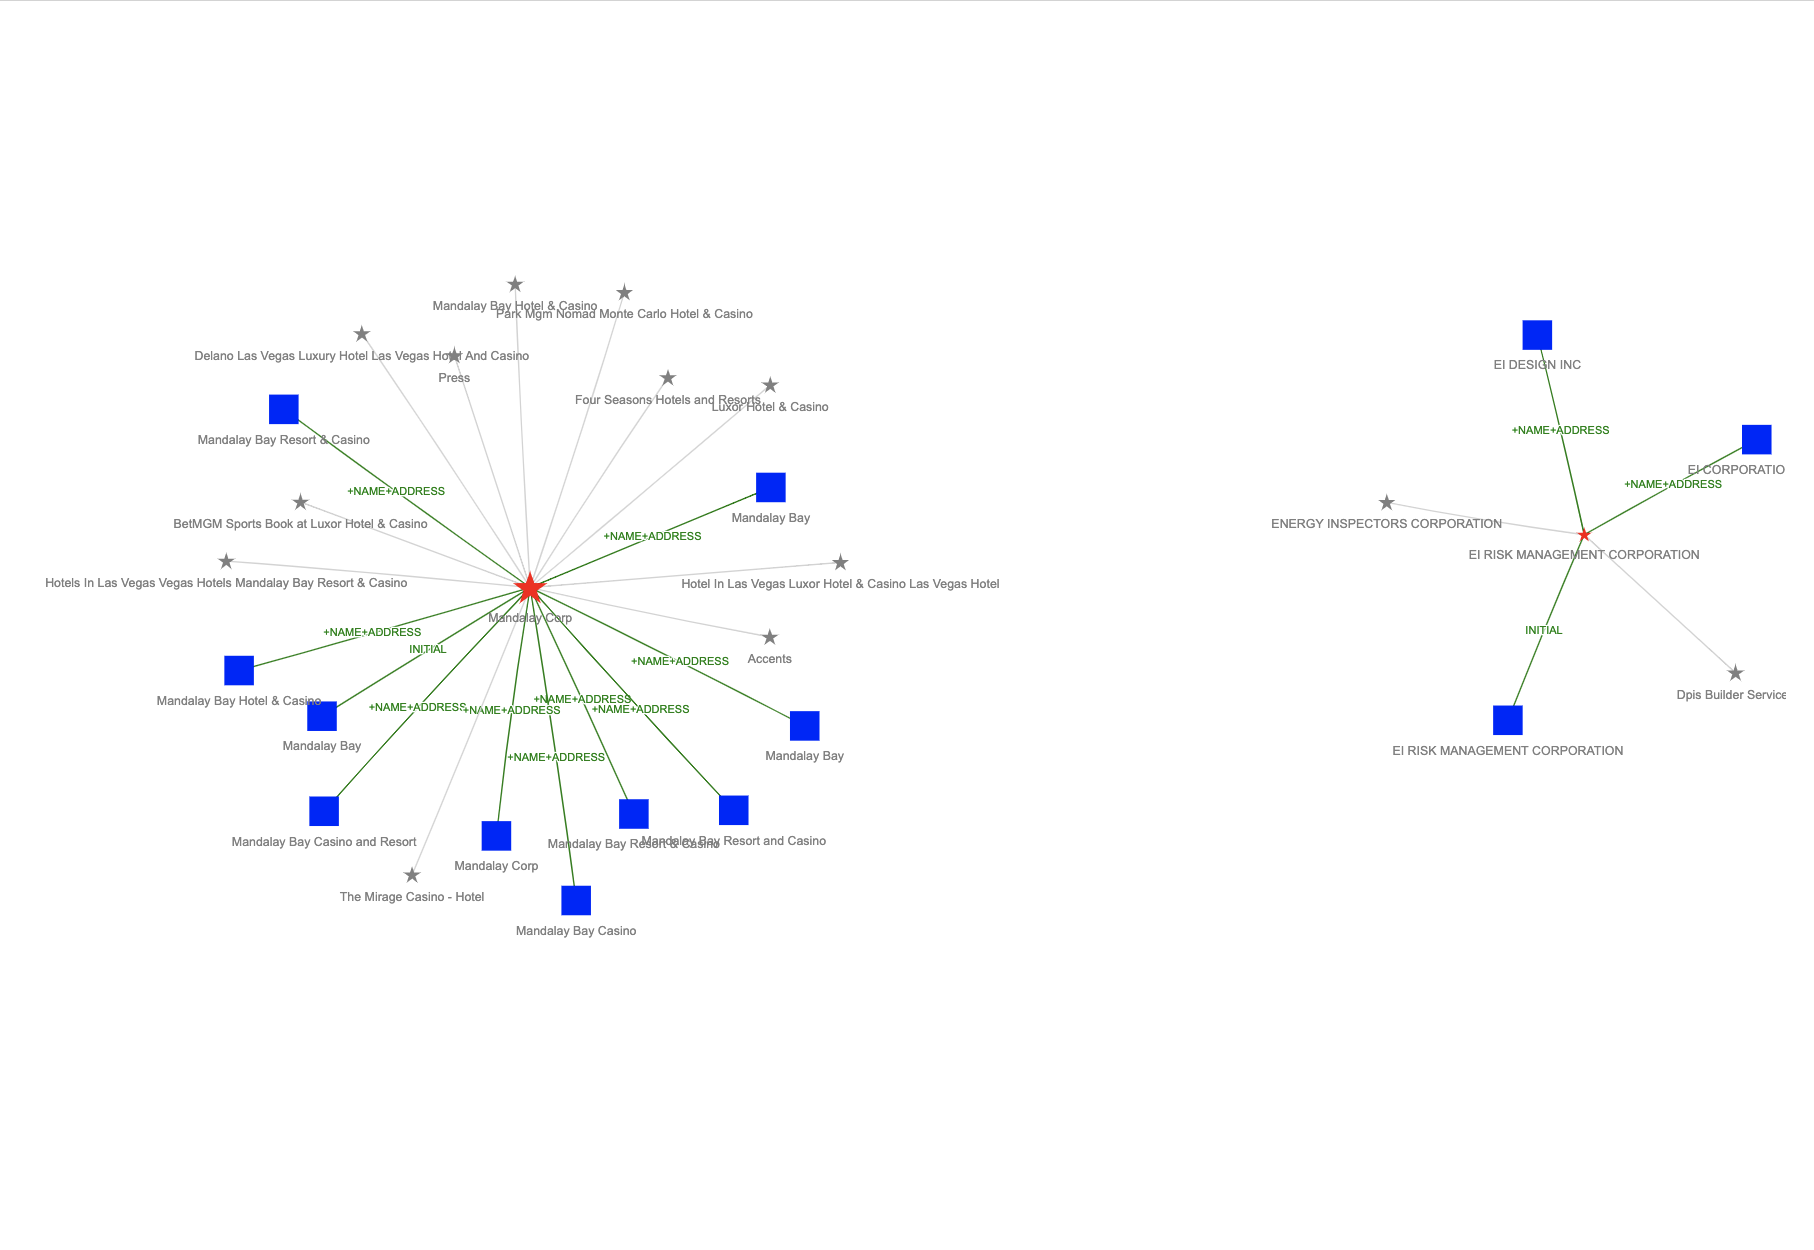 Mandalay Bay Hotel & Casino
Park Mgm Nomad Monte Carlo Hotel & Casino
Delano Las Vegas Luxury Hotel Las Vegas Hotel And Casino
Press
Four Seasons Hotels and Resorts
Luxor Hotel & Casino
Mandalay Bay Resort & Casino
+NAME+ADDRESS
Mandalay Bay
BetMGM Sports Book at Luxor Hotel & Casino
+NAME+ADDRESS
Hotels In Las Vegas Vegas Hotels Mandalay Bay Resort & Casino
Hotel In Las Vegas Luxor Hotel & Casino Las Vegas Hotel
Mandalay Corp
+NAME+ADDRESS
INITIAL
Accents
+NAME+ADDRESS
Mandalay Bay Hotel & Casino
+NAME+ADDRESS
+NAME+ADDRESS
+NAME+ADDRESS
+NAME+ADDRESS
Mandalay Bay
+NAME+ADDRESS
Mandalay Bay
Mandalay Bay Casino and Resort
Mandalay Bay Resort & Casino
Mandalay Bay Resort and Casino
Mandalay Corp
The Mirage Casino - Hotel
Mandalay Bay Casino
EI DESIGN INC
+NAME+ADDRESS
EI CORPORATIO
+NAME+ADDRESS
ENERGY INSPECTORS CORPORATION
EI RISK MANAGEMENT CORPORATION
INITIAL
Dpis Builder Service
EI RISK MANAGEMENT CORPORATION